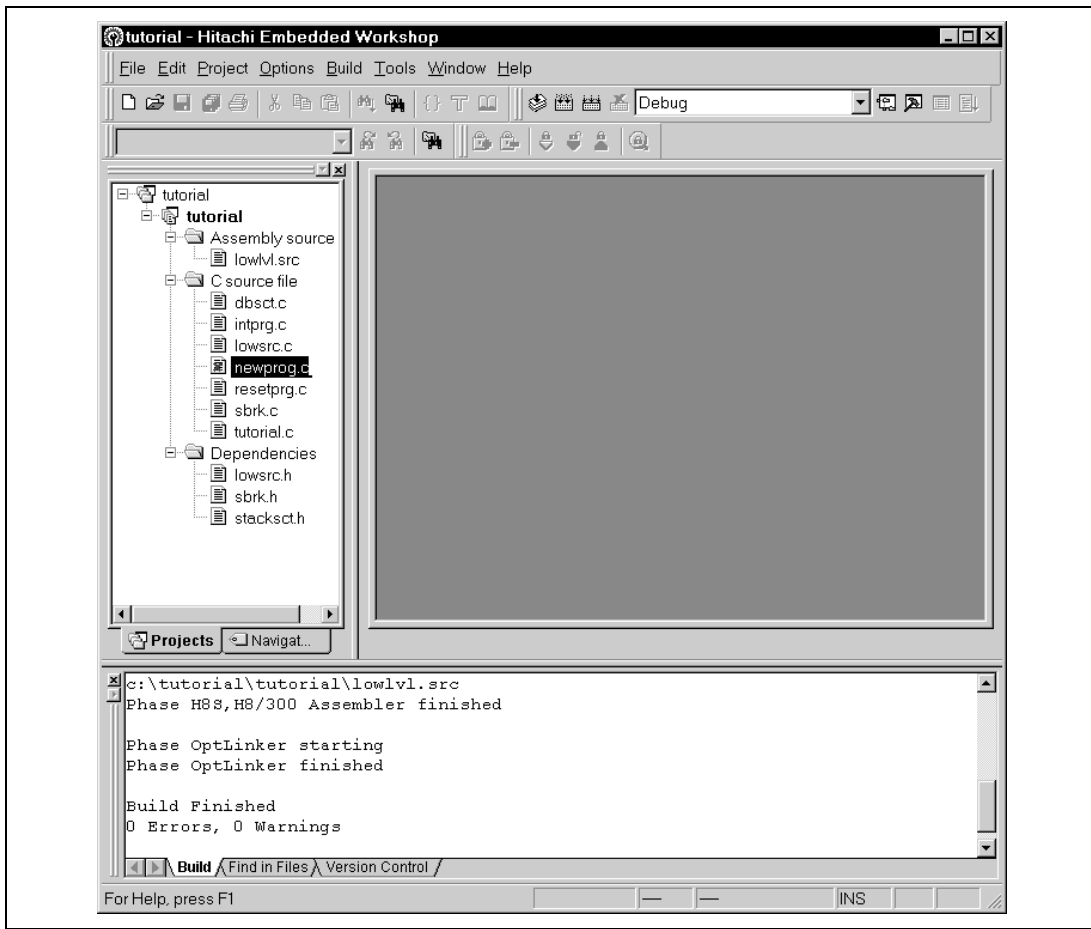 tutorial - Hitachi Embedded Workshop
File Edit Project Options Build Tools Window Help
Debug
tutorial
tutorial
Assembly source
lowlvl.src
C source file
dbsct.c
intprg.c
lowsrc.c
newprog.c
resetprg.c
sbrk.c
tutorial.c
Dependencies
lowsrc.h
sbrk.h
stacksct.h
Projects Navigat...
c:\tutorial\tutorial\lowlvl.src
Phase H8S,H8/300 Assembler finished
Phase OptLinker starting
Phase OptLinker finished
Build Finished
0 Errors, 0 Warnings
Build Find in Files Version Control
For Help, press F1 INS